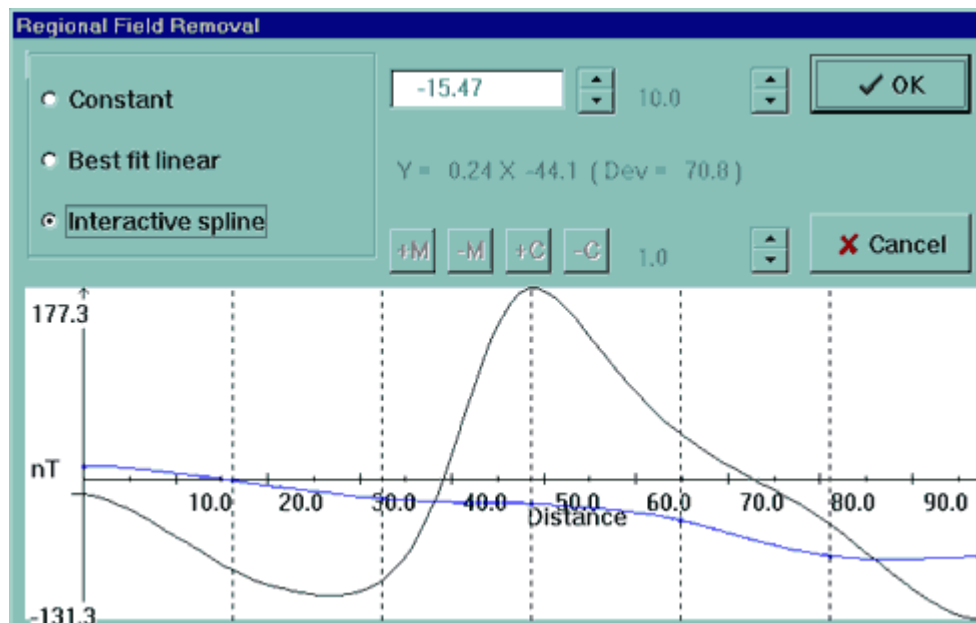 Regional Field Removal
Constant
Best fit linear
Interactive spline
-15.47
10.0
OK
Y = 0.24 X -44.1 ( Dev = 70.8 )
+M -M +C -C 1.0
Cancel
177.3
nT
10.0 20.0 30.0 40.0 50.0 60.0 70.0 80.0 90.0
Distance
-131.3